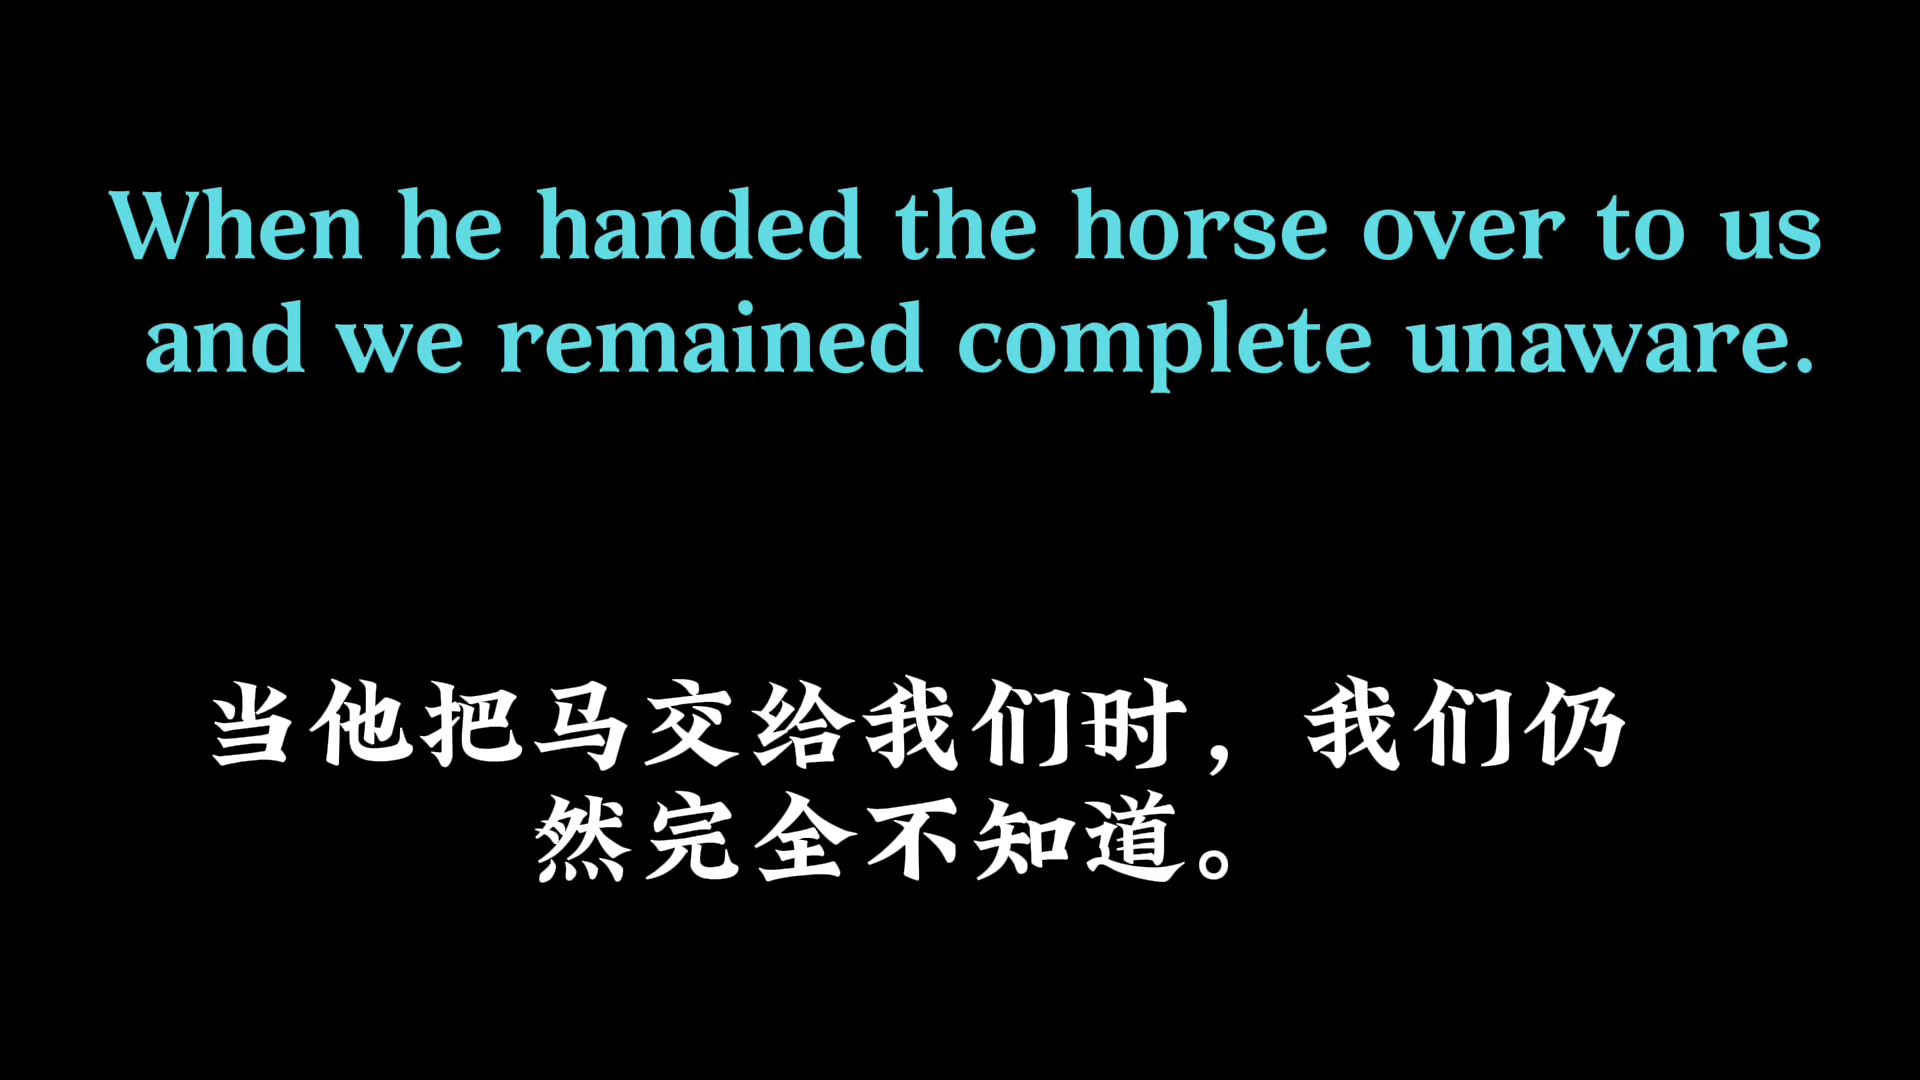 When he handed the horse over to us
and we remained complete unaware.
当他把马交给我们时，我们仍
然完全不知道。